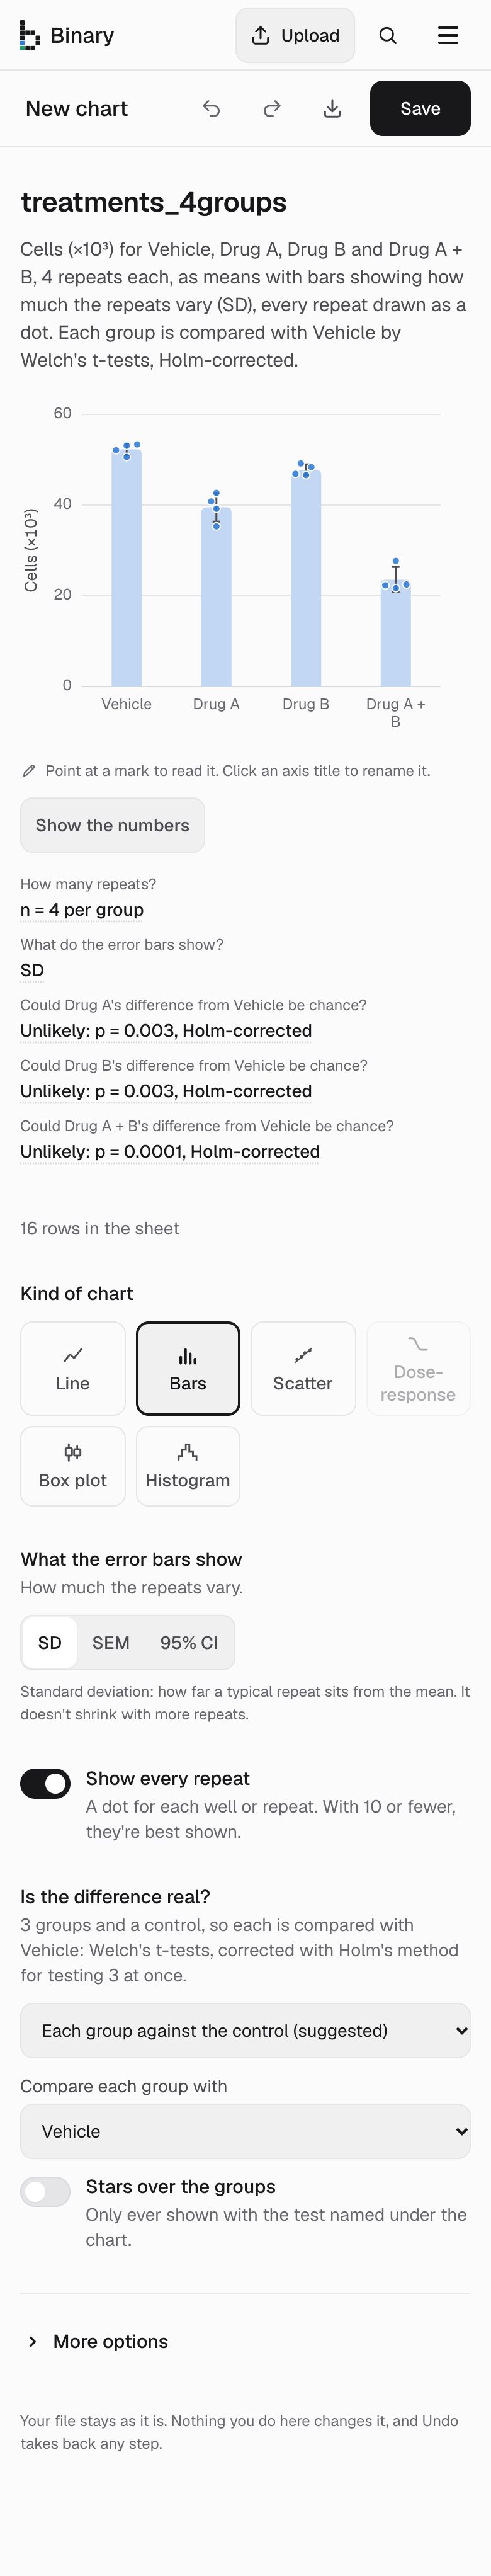 Binary
Upload
New chart
Save
treatments_4groups
Cells (×10³) for Vehicle, Drug A, Drug B and Drug A +
B, 4 repeats each, as means with bars showing how
much the repeats vary (SD), every repeat drawn as a
dot. Each group is compared with Vehicle by
Welch's t-tests, Holm-corrected.
60
40
20
0
Cells (×10³)
Vehicle
Drug A
Drug B
Drug A +
B
Point at a mark to read it. Click an axis title to rename it.
Show the numbers
How many repeats?
n = 4 per group
What do the error bars show?
SD
Could Drug A's difference from Vehicle be chance?
Unlikely: p = 0.003, Holm-corrected
Could Drug B's difference from Vehicle be chance?
Unlikely: p = 0.003, Holm-corrected
Could Drug A + B's difference from Vehicle be chance?
Unlikely: p = 0.0001, Holm-corrected
16 rows in the sheet
Kind of chart
Line
Bars
Scatter
Dose-
response
Box plot
Histogram
What the error bars show
How much the repeats vary.
SD
SEM
95% CI
Standard deviation: how far a typical repeat sits from the mean. It
doesn't shrink with more repeats.
Show every repeat
A dot for each well or repeat. With 10 or fewer,
they're best shown.
Is the difference real?
3 groups and a control, so each is compared with
Vehicle: Welch's t-tests, corrected with Holm's method
for testing 3 at once.
Each group against the control (suggested)
Compare each group with
Vehicle
Stars over the groups
Only ever shown with the test named under the
chart.
More options
Your file stays as it is. Nothing you do here changes it, and Undo
takes back any step.